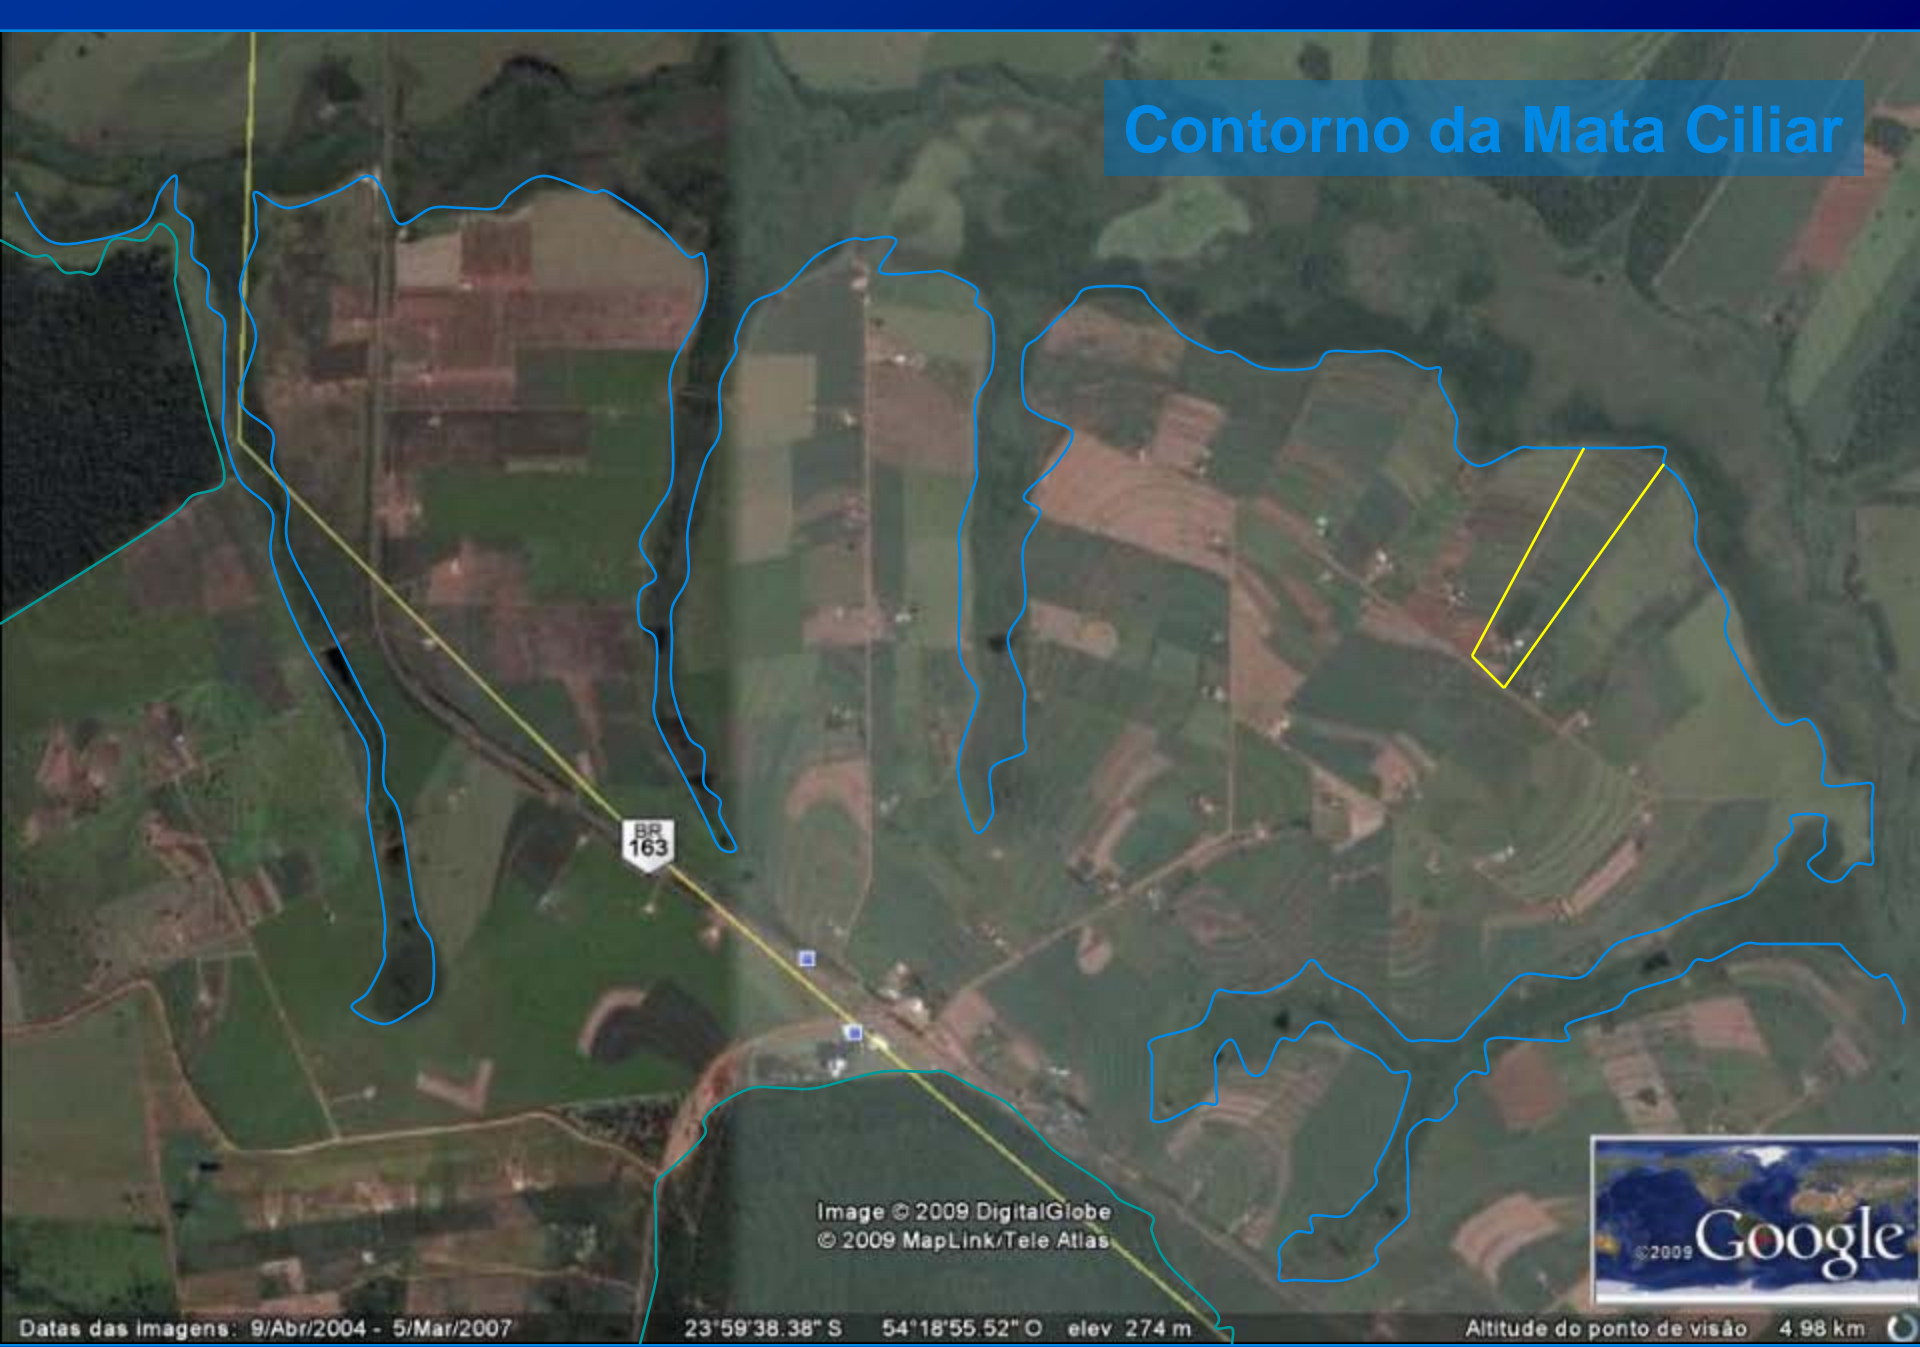 Contorno da Mata Ciliar
BR
163
Image © 2009 DigitalGlobe
© 2009 MapLink/Tele Atlas
©2009 Google
Datas das imagens: 9/Abr/2004 - 5/Mar/2007 23°59'38.38" S 54°18'55.52" O elev 274 m Altitude do ponto de visão 4.98 km